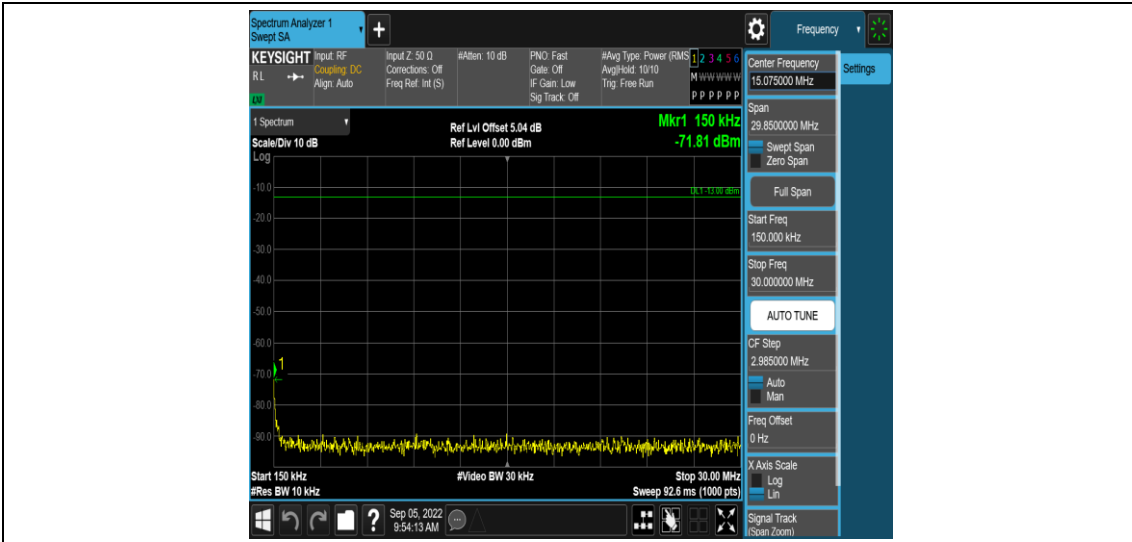 Spectrum Analyzer 1
Swept SA
+
Frequency
KEYSIGHT
Input: RF
Coupling: DC
Align: Auto
Input Z: 50 Ω
Corrections: Off
Freq Ref: Int (S)
#Atten: 10 dB
PNO: Fast
Gate: Off
IF Gain: Low
Sig Track: Off
#Avg Type: Power (RMS
Avg|Hold: 10/10
Trig: Free Run
1 2 3 4 5 6
M W W W W W
P P P P P P
R L
LXI
Center Frequency
15.075000 MHz
Settings
Span
29.8500000 MHz
Swept Span
Zero Span
Full Span
Start Freq
150.000 kHz
Stop Freq
30.000000 MHz
AUTO TUNE
CF Step
2.985000 MHz
Auto
Man
Freq Offset
0 Hz
X Axis Scale
Log
Lin
Signal Track
(Span Zoom)
1 Spectrum
Scale/Div 10 dB
Ref Lvl Offset 5.04 dB
Ref Level 0.00 dBm
Mkr1 150 kHz
-71.81 dBm
Log
DL1 -13.00 dBm
-10.0
-20.0
-30.0
-40.0
-50.0
-60.0
1
-70.0
-80.0
-90.0
Start 150 kHz
#Video BW 30 kHz
Stop 30.00 MHz
#Res BW 10 kHz
Sweep 92.6 ms (1000 pts)
?
Sep 05, 2022
9:54:13 AM